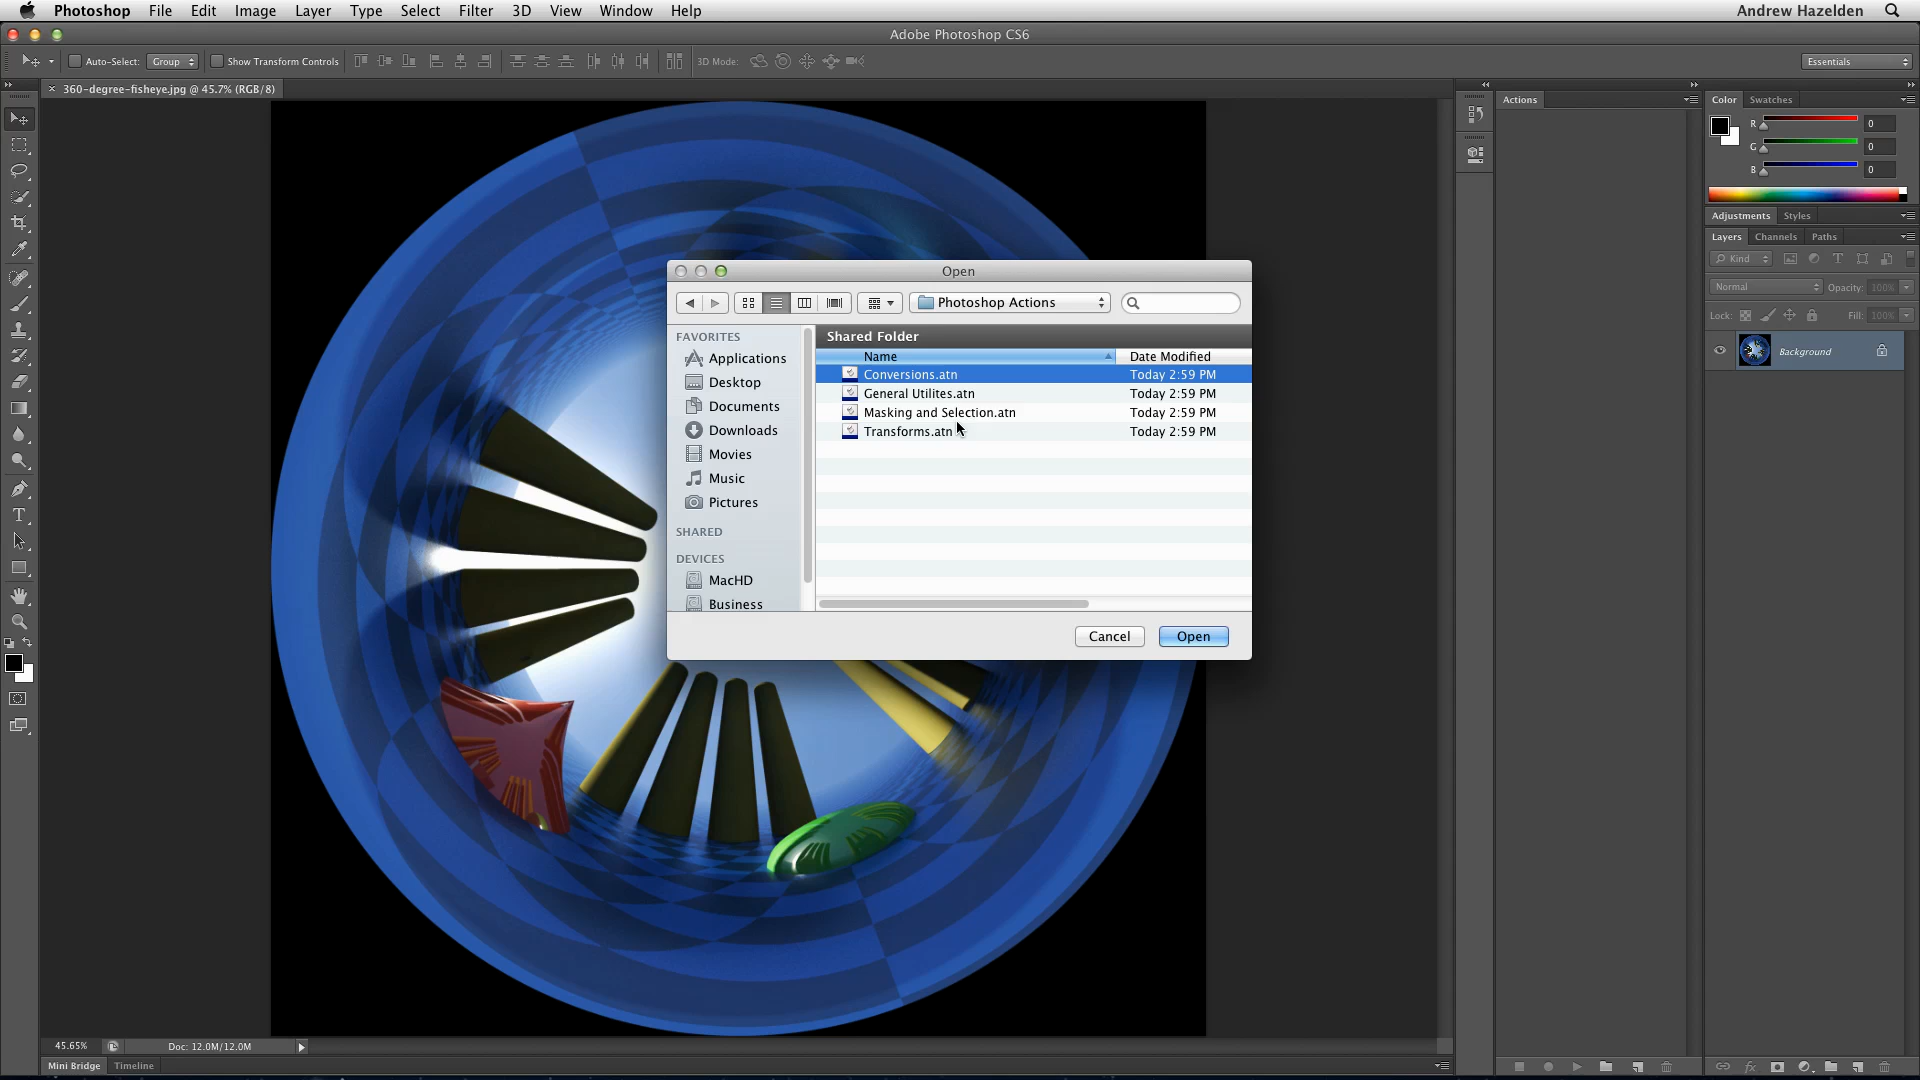 Photoshop File Edit Image Layer Type Select Filter 3D View Window Help Andrew Hazelden
Adobe Photoshop CS6
Auto-Select: Group Show Transform Controls 3D Mode: Essentials
× 360-degree-fisheye.jpg @ 45.7% (RGB/8)
Actions
Color Swatches
R 0
G 0
B 0
Adjustments Styles
Layers Channels Paths
Kind
Normal Opacity: 100%
Lock: Fill: 100%
Background
Open
Photoshop Actions
FAVORITES
Applications
Desktop
Documents
Downloads
Movies
Music
Pictures
SHARED
DEVICES
MacHD
Business
Shared Folder
Name Date Modified
Conversions.atn Today 2:59 PM
General Utilites.atn Today 2:59 PM
Masking and Selection.atn Today 2:59 PM
Transforms.atn Today 2:59 PM
Cancel Open
45.65% Doc: 12.0M/12.0M
Mini Bridge Timeline